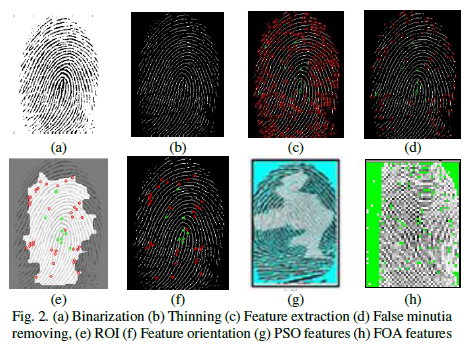 (a) (b) (c) (d)
(e) (f) (g) (h)
Fig. 2. (a) Binarization (b) Thinning (c) Feature extraction (d) False minutia
removing, (e) ROI (f) Feature orientation (g) PSO features (h) FOA features